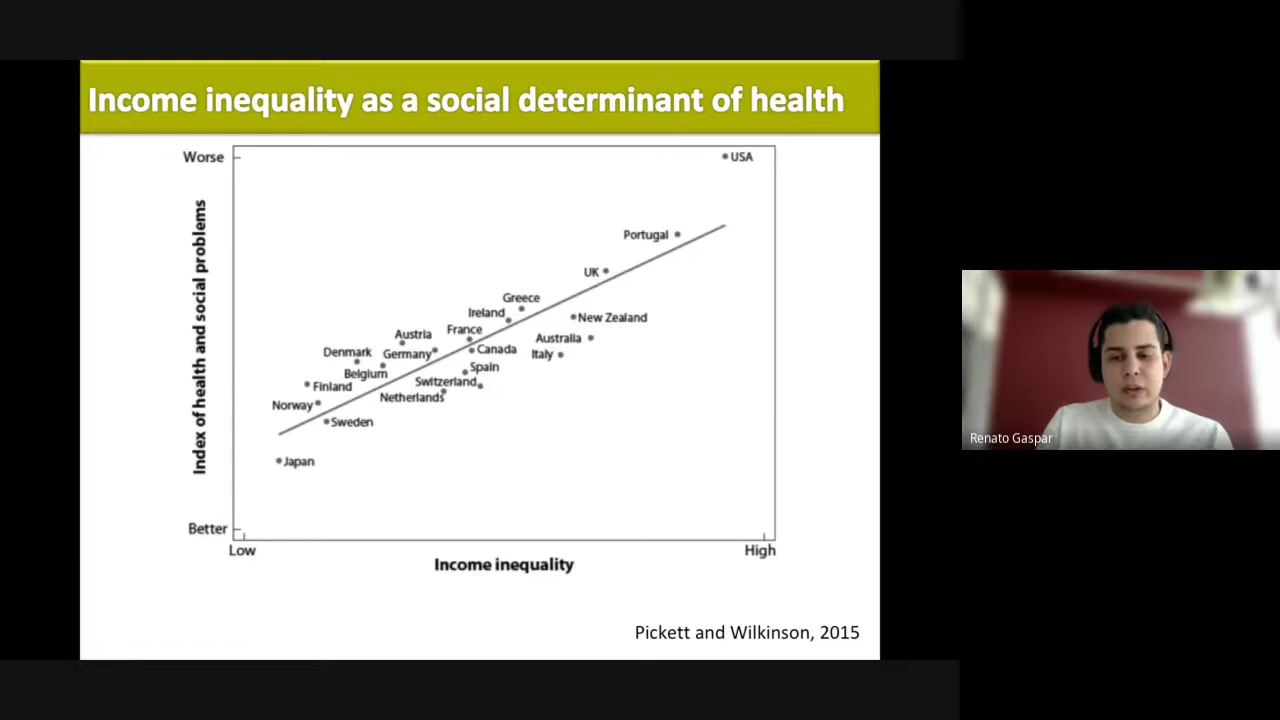 Income inequality as a social determinant of health
Worse
Index of health and social problems
Better
USA
Portugal
UK
Greece
Ireland
New Zealand
Austria
France
Australia
Denmark
Germany
Canada
Italy
Belgium
Spain
Finland
Switzerland
Netherlands
Norway
Sweden
Japan
Low
High
Income inequality
Pickett and Wilkinson, 2015
Renato Gaspar